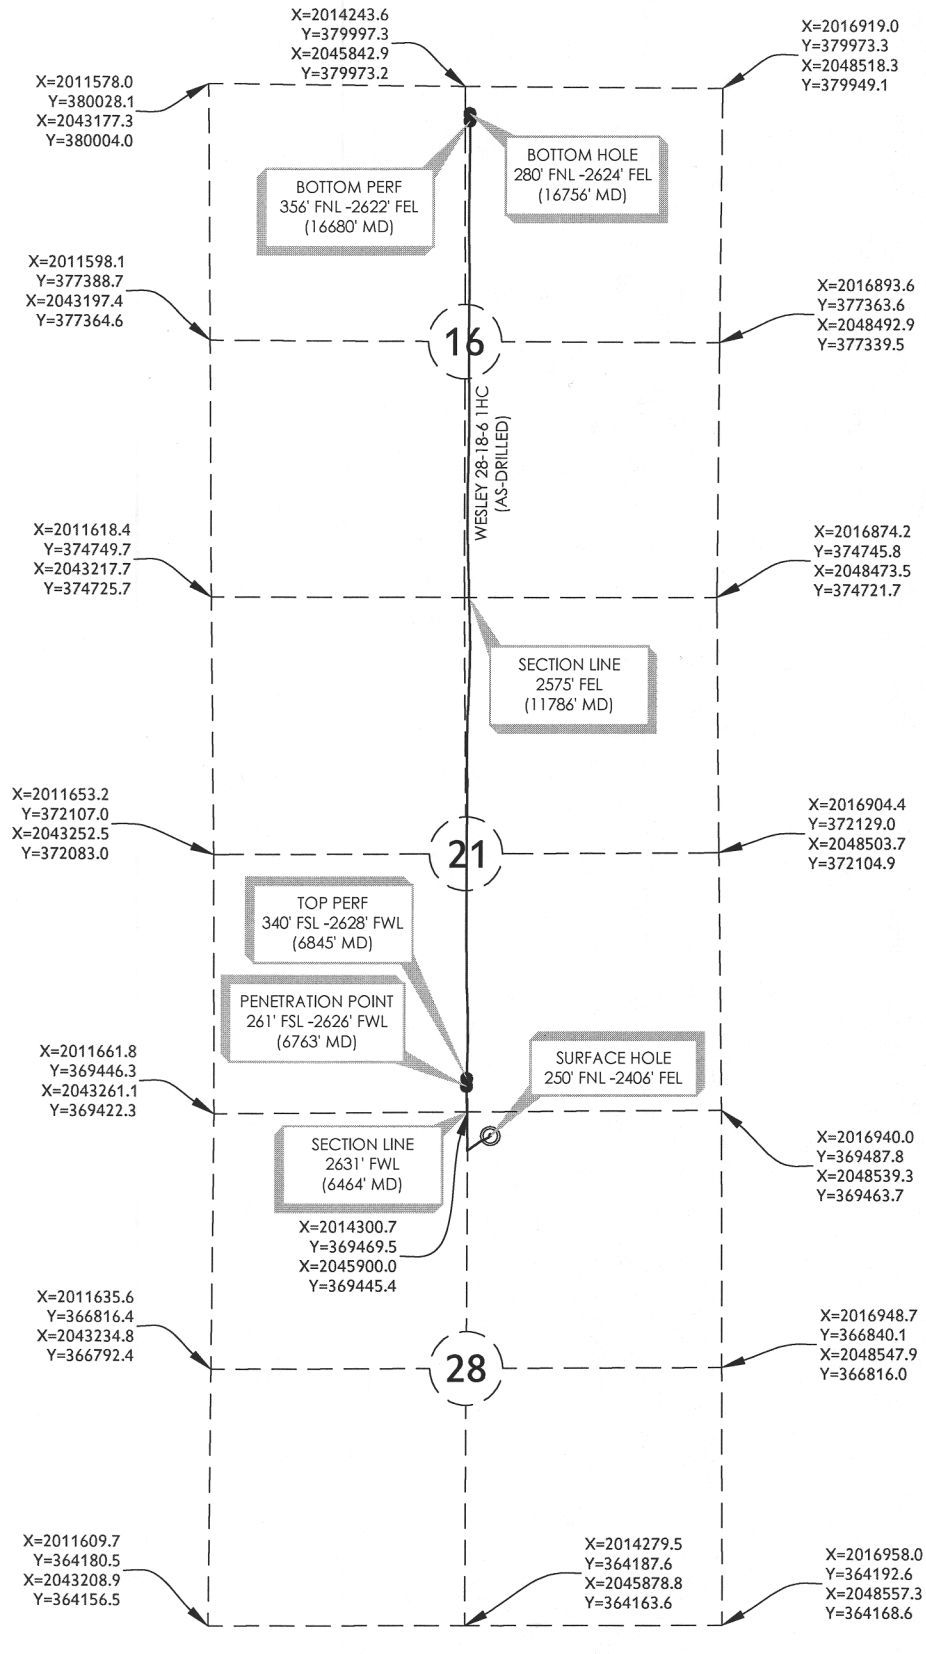 X=2014243.6
Y=379997.3
X=2045842.9
Y=379973.2
X=2016919.0
Y=379973.3
X=2048518.3
Y=379949.1
X=2011578.0
Y=380028.1
X=2043177.3
Y=380004.0
BOTTOM HOLE
280' FNL -2624' FEL
(16756' MD)
BOTTOM PERF
356' FNL -2622' FEL
(16680' MD)
X=2011598.1
Y=377388.7
X=2043197.4
Y=377364.6
X=2016893.6
Y=377363.6
X=2048492.9
Y=377339.5
16
WESLEY 28-18-6 1HC
(AS-DRILLED)
X=2011618.4
Y=374749.7
X=2043217.7
Y=374725.7
X=2016874.2
Y=374745.8
X=2048473.5
Y=374721.7
SECTION LINE
2575' FEL
(11786' MD)
X=2011653.2
Y=372107.0
X=2043252.5
Y=372083.0
X=2016904.4
Y=372129.0
X=2048503.7
Y=372104.9
21
TOP PERF
340' FSL -2628' FWL
(6845' MD)
PENETRATION POINT
261' FSL -2626' FWL
(6763' MD)
X=2011661.8
Y=369446.3
X=2043261.1
Y=369422.3
SURFACE HOLE
250' FNL -2406' FEL
SECTION LINE
2631' FWL
(6464' MD)
X=2016940.0
Y=369487.8
X=2048539.3
Y=369463.7
X=2014300.7
Y=369469.5
X=2045900.0
Y=369445.4
X=2011635.6
Y=366816.4
X=2043234.8
Y=366792.4
X=2016948.7
Y=366840.1
X=2048547.9
Y=366816.0
28
X=2011609.7
Y=364180.5
X=2043208.9
Y=364156.5
X=2014279.5
Y=364187.6
X=2045878.8
Y=364163.6
X=2016958.0
Y=364192.6
X=2048557.3
Y=364168.6